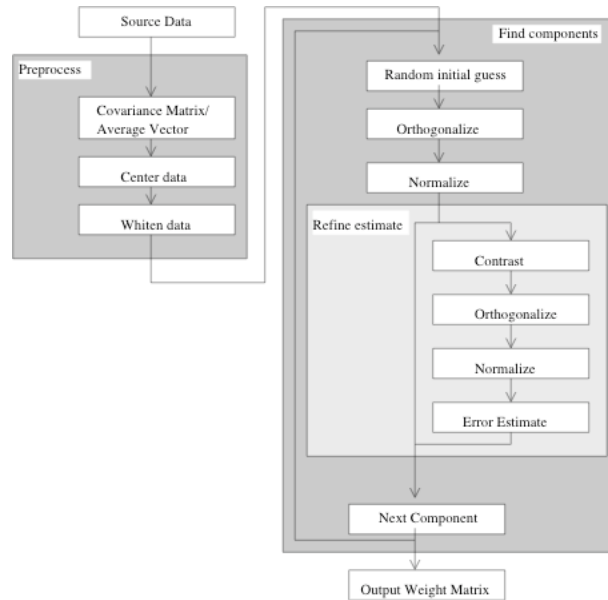 Source Data
Preprocess
Covariance Matrix/
Average Vector
Center data
Whiten data
Find components
Random initial guess
Orthogonalize
Normalize
Refine estimate
Contrast
Orthogonalize
Normalize
Error Estimate
Next Component
Output Weight Matrix